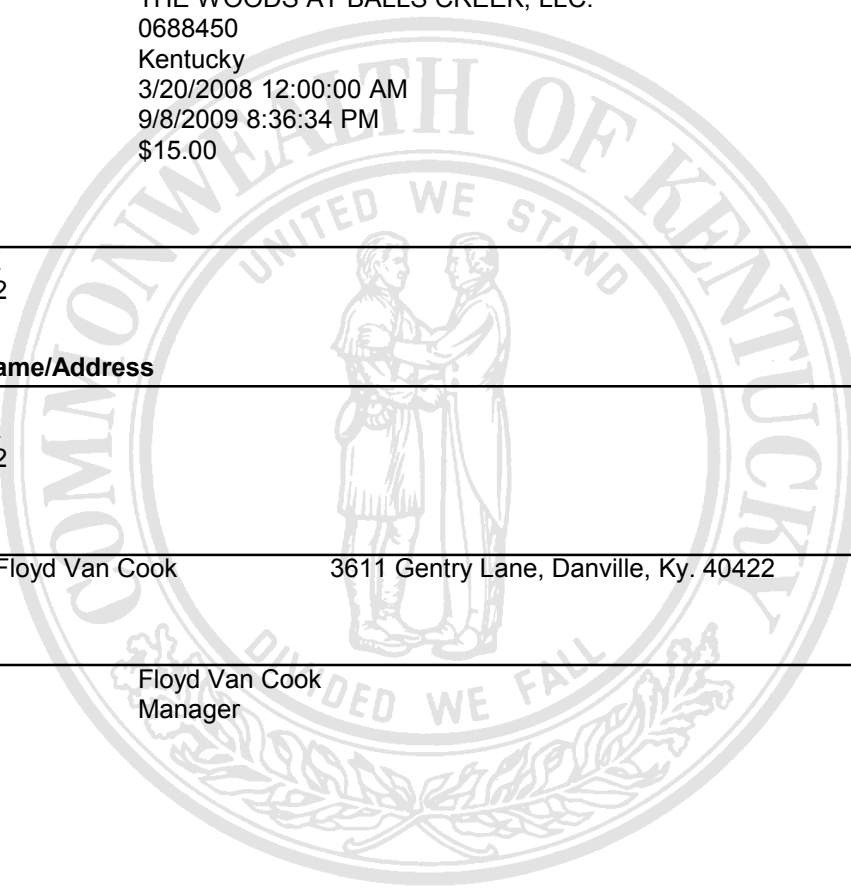 THE WOODS AT BALLS CREEK, LLC.
0688450
Kentucky
3/20/2008 12:00:00 AM
9/8/2009 8:36:34 PM
$15.00
COMMONWEALTH OF KENTUCKY
UNITED WE STAND
2
ame/Address
2
Floyd Van Cook 3611 Gentry Lane, Danville, Ky. 40422
DIVIDED WE FALL
Floyd Van Cook
Manager